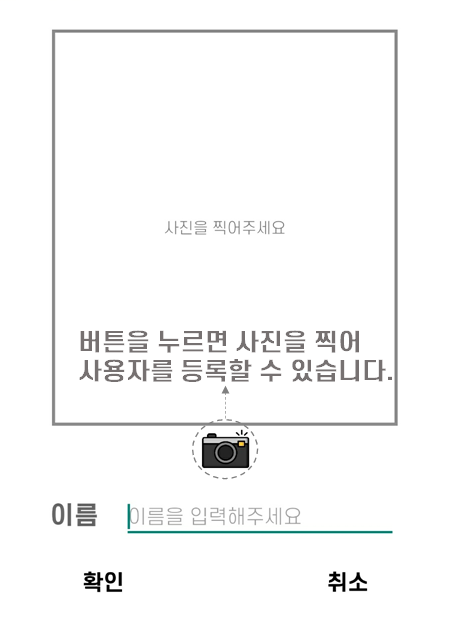 사진을 찍어주세요
버튼을 누르면 사진을 찍어
사용자를 등록할 수 있습니다.
이름 이름을 입력해주세요
확인 취소